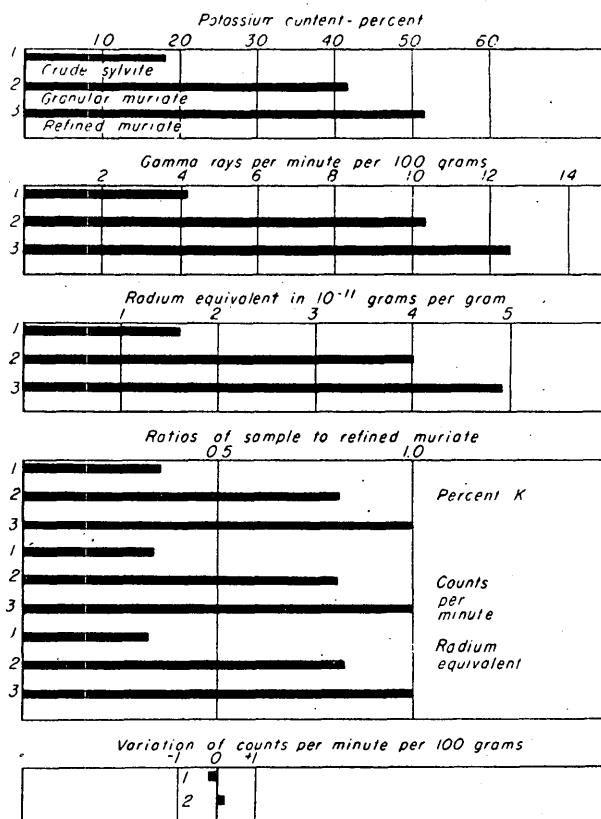 Potassium content - percent
10 20 30 40 50 60
1
Crude sylvite
2
Granular muriate
3
Refined muriate
Gamma rays per minute per 100 grams
2 4 6 8 10 12 14
1
2
3
Radium equivalent in 10⁻¹¹ grams per gram
1 2 3 4 5
1
2
3
Ratios of sample to refined muriate
0.5 1.0
1
2 Percent K
3
1
2 Counts
per
3 minute
1 Radium
equivalent
2
3
Variation of counts per minute per 100 grams
-1 0 +1
1
2